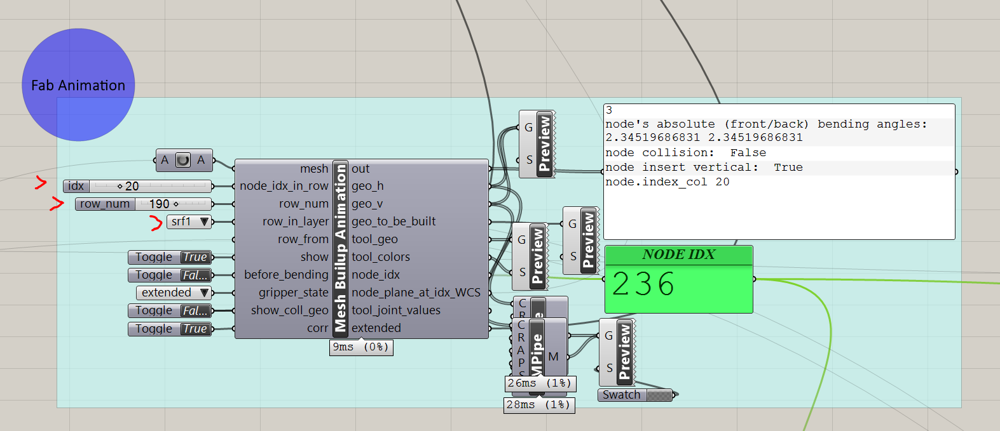 Fab Animation
A A
idx 20
row_num 190
srf1
Toggle True
Toggle Fal...
extended
Toggle Fal...
Toggle True
mesh
node_idx_in_row
row_num
row_in_layer
row_from
show
before_bending
gripper_state
show_coll_geo
corr
Mesh Builup Animation
out
geo_h
geo_v
geo_to_be_built
tool_geo
tool_colors
node_idx
node_plane_at_idx_WCS
tool_joint_values
extended
9ms (0%)
G
S
Preview
G
S
Preview
G
S
Preview
C
R
C
R
A
P
S
MPipe
M
26ms (1%)
28ms (1%)
G
S
Preview
Swatch
3
node's absolute (front/back) bending angles:
2.34519686831 2.34519686831
node collision:  False
node insert vertical:  True
node.index_col 20
NODE IDX
236